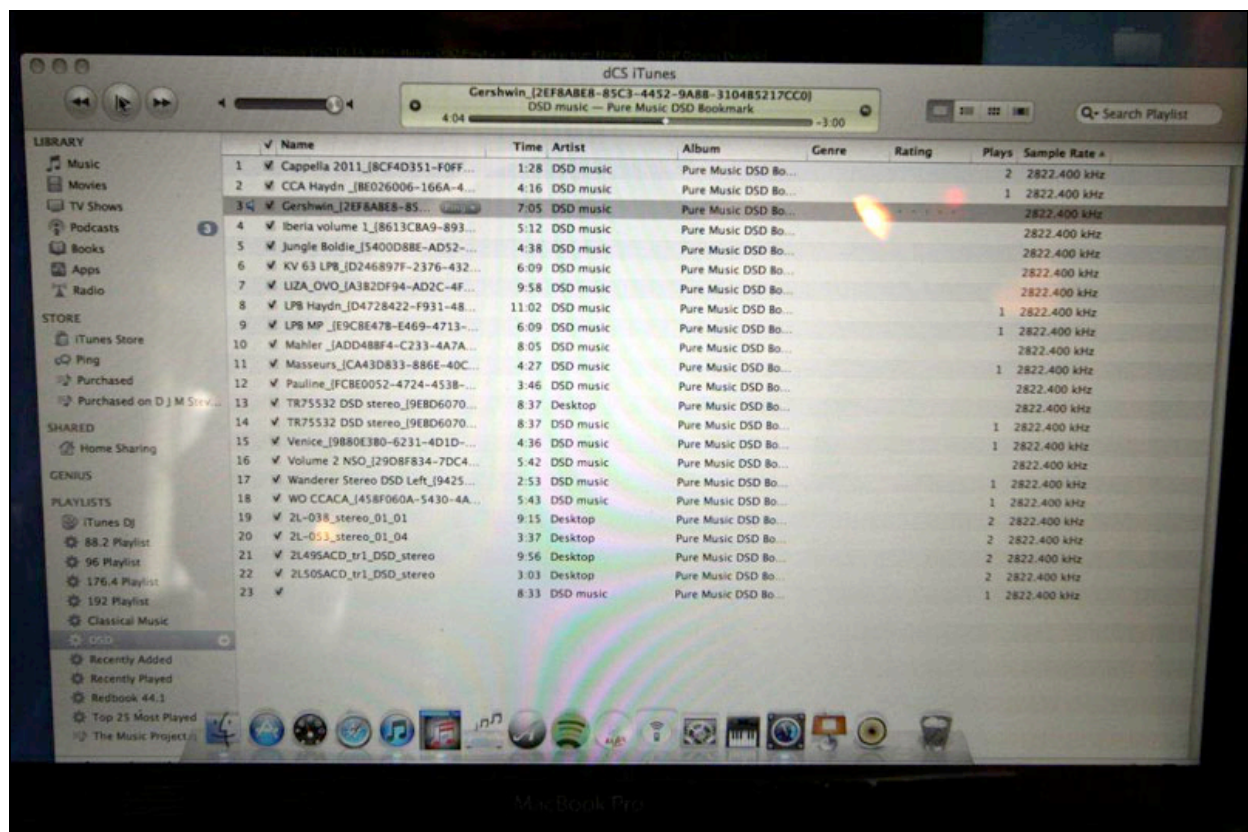 dCS iTunes
Gershwin_{2EF8ABE8-85C3-4452-9A88-310485217CC0}
DSD music — Pure Music DSD Bookmark
4:04 -3:00
Search Playlist
LIBRARY
Music
Movies
TV Shows
Podcasts 3
Books
Apps
Radio
STORE
iTunes Store
Ping
Purchased
Purchased on D J M Stev...
SHARED
Home Sharing
GENIUS
PLAYLISTS
iTunes DJ
88.2 Playlist
96 Playlist
176.4 Playlist
192 Playlist
Classical Music
DSD
Recently Added
Recently Played
Redbook 44.1
Top 25 Most Played
The Music Project
Name Time Artist Album Genre Rating Plays Sample Rate
1 Cappella 2011_{8CF4D351-F0FF... 1:28 DSD music Pure Music DSD Bo... 2 2822.400 kHz
2 CCA Haydn _{BE026006-166A-4... 4:16 DSD music Pure Music DSD Bo... 1 2822.400 kHz
3 Gershwin_{2EF8ABE8-85... Ping 7:05 DSD music Pure Music DSD Bo... 2822.400 kHz
4 Iberia volume 1_{8613CBA9-893... 5:12 DSD music Pure Music DSD Bo... 2822.400 kHz
5 Jungle Boldie_{5400D8BE-AD52-... 4:38 DSD music Pure Music DSD Bo... 2822.400 kHz
6 KV 63 LPB_{D246897F-2376-432... 6:09 DSD music Pure Music DSD Bo... 2822.400 kHz
7 LIZA_OVO_{A3B2DF94-AD2C-4F... 9:58 DSD music Pure Music DSD Bo... 2822.400 kHz
8 LPB Haydn_{D4728422-F931-48... 11:02 DSD music Pure Music DSD Bo... 1 2822.400 kHz
9 LPB MP _{E9C8E47B-E469-4713-... 6:09 DSD music Pure Music DSD Bo... 1 2822.400 kHz
10 Mahler _{ADD488F4-C233-4A7A... 8:05 DSD music Pure Music DSD Bo... 2822.400 kHz
11 Masseurs_{CA43D833-886E-40C... 4:27 DSD music Pure Music DSD Bo... 1 2822.400 kHz
12 Pauline_{FCBE0052-4724-453B-... 3:46 DSD music Pure Music DSD Bo... 2822.400 kHz
13 TR75532 DSD stereo_{9EBD6070... 8:37 Desktop Pure Music DSD Bo... 2822.400 kHz
14 TR75532 DSD stereo_{9EBD6070... 8:37 DSD music Pure Music DSD Bo... 1 2822.400 kHz
15 Venice_{9B80E3B0-6231-4D1D-... 4:36 DSD music Pure Music DSD Bo... 1 2822.400 kHz
16 Volume 2 NSO_{29D8F834-7DC4... 5:42 DSD music Pure Music DSD Bo... 2822.400 kHz
17 Wanderer Stereo DSD Left_{9425... 2:53 DSD music Pure Music DSD Bo... 1 2822.400 kHz
18 WO CCACA_{458F060A-5430-4A... 5:43 DSD music Pure Music DSD Bo... 1 2822.400 kHz
19 2L-038_stereo_01_01 9:15 Desktop Pure Music DSD Bo... 2 2822.400 kHz
20 2L-053_stereo_01_04 3:37 Desktop Pure Music DSD Bo... 2 2822.400 kHz
21 2L49SACD_tr1_DSD_stereo 9:56 Desktop Pure Music DSD Bo... 2 2822.400 kHz
22 2L50SACD_tr1_DSD_stereo 3:03 Desktop Pure Music DSD Bo... 2 2822.400 kHz
23 8:33 DSD music Pure Music DSD Bo... 1 2822.400 kHz
MacBook Pro